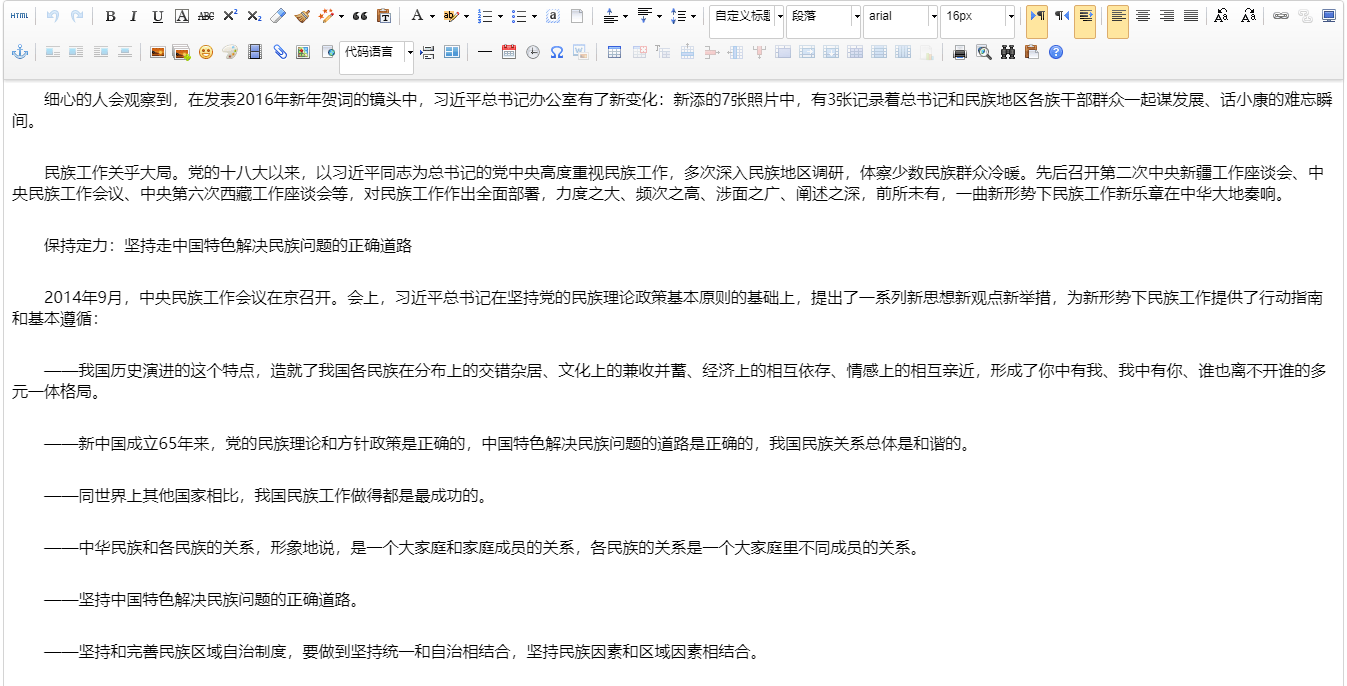 HTML
自定义标题 段落 arial 16px
代码语言
细心的人会观察到，在发表2016年新年贺词的镜头中，习近平总书记办公室有了新变化：新添的7张照片中，有3张记录着总书记和民族地区各族干部群众一起谋发展、话小康的难忘瞬
间。
民族工作关乎大局。党的十八大以来，以习近平同志为总书记的党中央高度重视民族工作，多次深入民族地区调研，体察少数民族群众冷暖。先后召开第二次中央新疆工作座谈会、中
央民族工作会议、中央第六次西藏工作座谈会等，对民族工作作出全面部署，力度之大、频次之高、涉面之广、阐述之深，前所未有，一曲新形势下民族工作新乐章在中华大地奏响。
保持定力：坚持走中国特色解决民族问题的正确道路
2014年9月，中央民族工作会议在京召开。会上，习近平总书记在坚持党的民族理论政策基本原则的基础上，提出了一系列新思想新观点新举措，为新形势下民族工作提供了行动指南
和基本遵循：
——我国历史演进的这个特点，造就了我国各民族在分布上的交错杂居、文化上的兼收并蓄、经济上的相互依存、情感上的相互亲近，形成了你中有我、我中有你、谁也离不开谁的多
元一体格局。
——新中国成立65年来，党的民族理论和方针政策是正确的，中国特色解决民族问题的道路是正确的，我国民族关系总体是和谐的。
——同世界上其他国家相比，我国民族工作做得都是最成功的。
——中华民族和各民族的关系，形象地说，是一个大家庭和家庭成员的关系，各民族的关系是一个大家庭里不同成员的关系。
——坚持中国特色解决民族问题的正确道路。
——坚持和完善民族区域自治制度，要做到坚持统一和自治相结合，坚持民族因素和区域因素相结合。